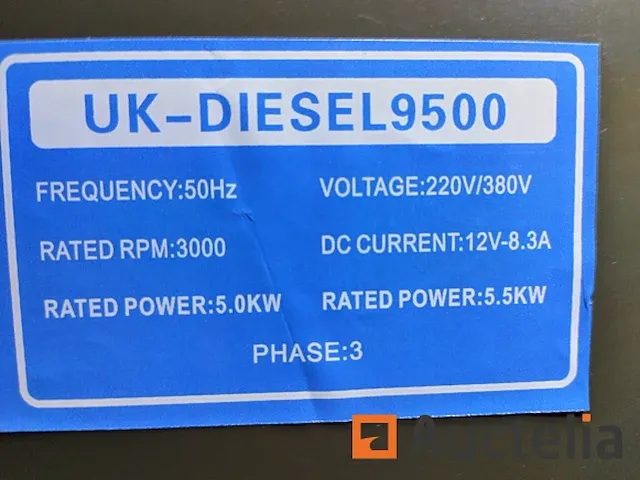 UK-DIESEL9500
FREQUENCY:50Hz VOLTAGE:220V/380V
RATED RPM:3000 DC CURRENT:12V-8.3A
RATED POWER:5.0KW RATED POWER:5.5KW
PHASE:3
Auctelia